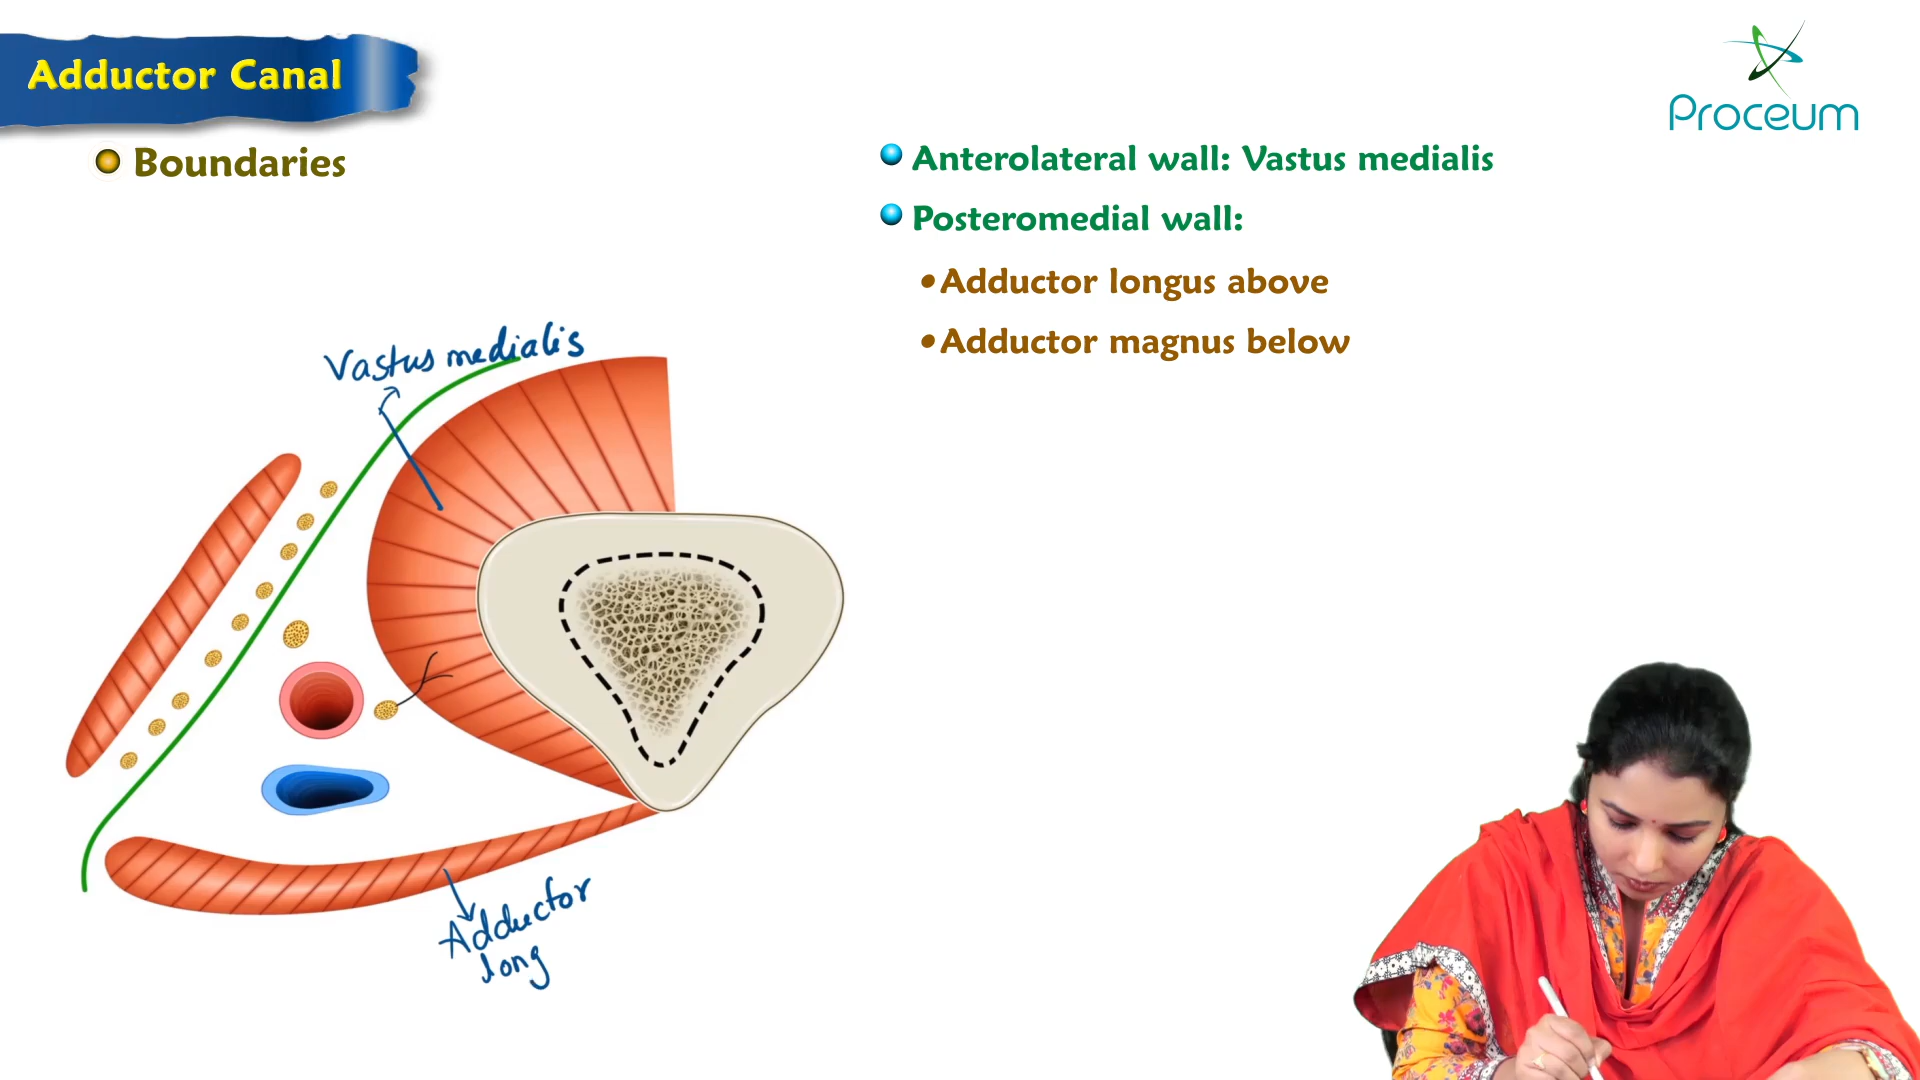 Adductor Canal
Proceum
Boundaries
Anterolateral wall: Vastus medialis
Posteromedial wall:
•Adductor longus above
•Adductor magnus below
Vastus medialis
Adductor
long